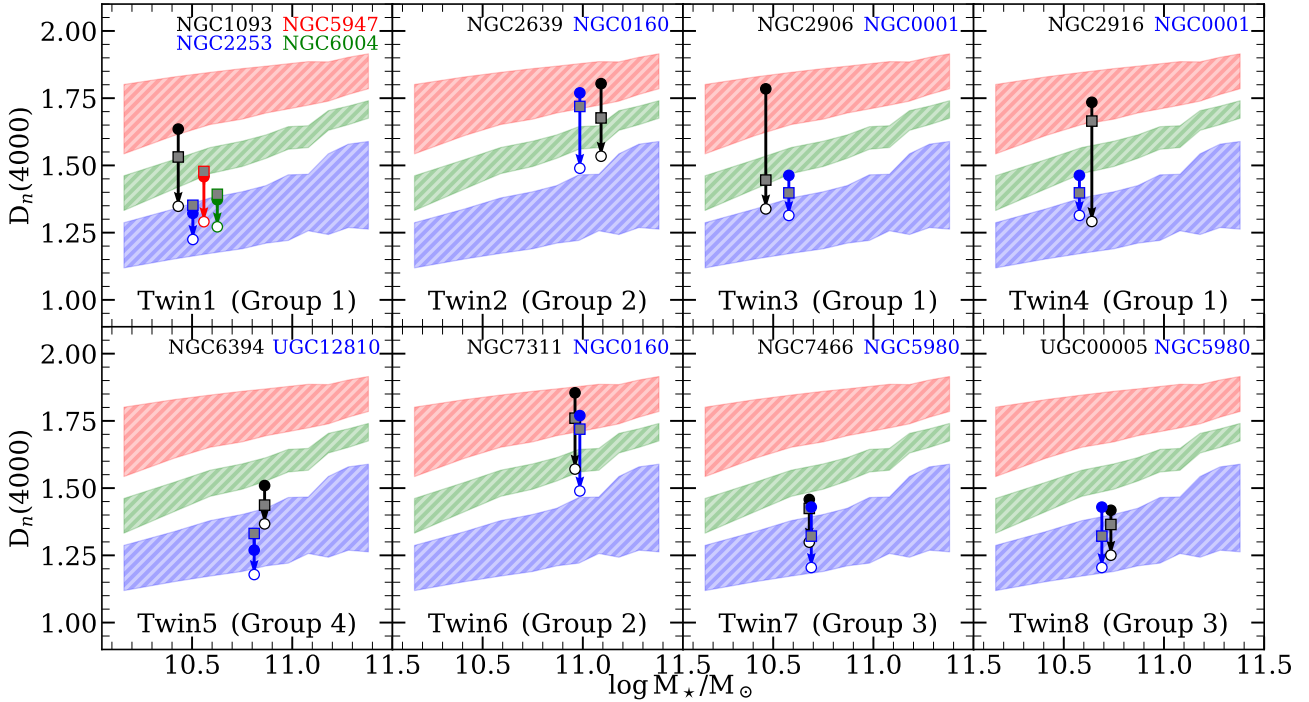 NGC1093 NGC5947
NGC2253 NGC6004
Twin1 (Group 1)
NGC2639 NGC0160
Twin2 (Group 2)
NGC2906 NGC0001
Twin3 (Group 1)
NGC2916 NGC0001
Twin4 (Group 1)
2.00
1.75
1.50
1.25
1.00
Dₙ(4000)
NGC6394 UGC12810
Twin5 (Group 4)
NGC7311 NGC0160
Twin6 (Group 2)
NGC7466 NGC5980
Twin7 (Group 3)
UGC00005 NGC5980
Twin8 (Group 3)
2.00
1.75
1.50
1.25
1.00
Dₙ(4000)
10.5 11.0 11.5 10.5 11.0 11.5 10.5 11.0 11.5 10.5 11.0 11.5
log M⋆/M⊙